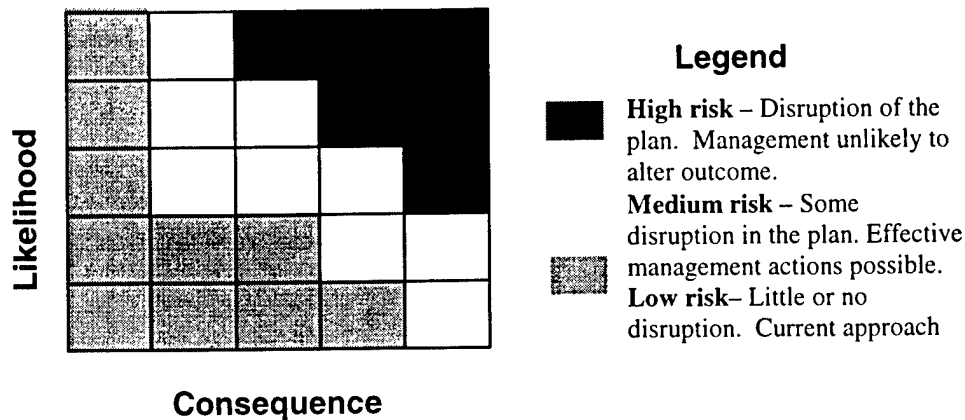 Likelihood
Consequence
Legend
High risk – Disruption of the
plan. Management unlikely to
alter outcome.
Medium risk – Some
disruption in the plan. Effective
management actions possible.
Low risk– Little or no
disruption. Current approach